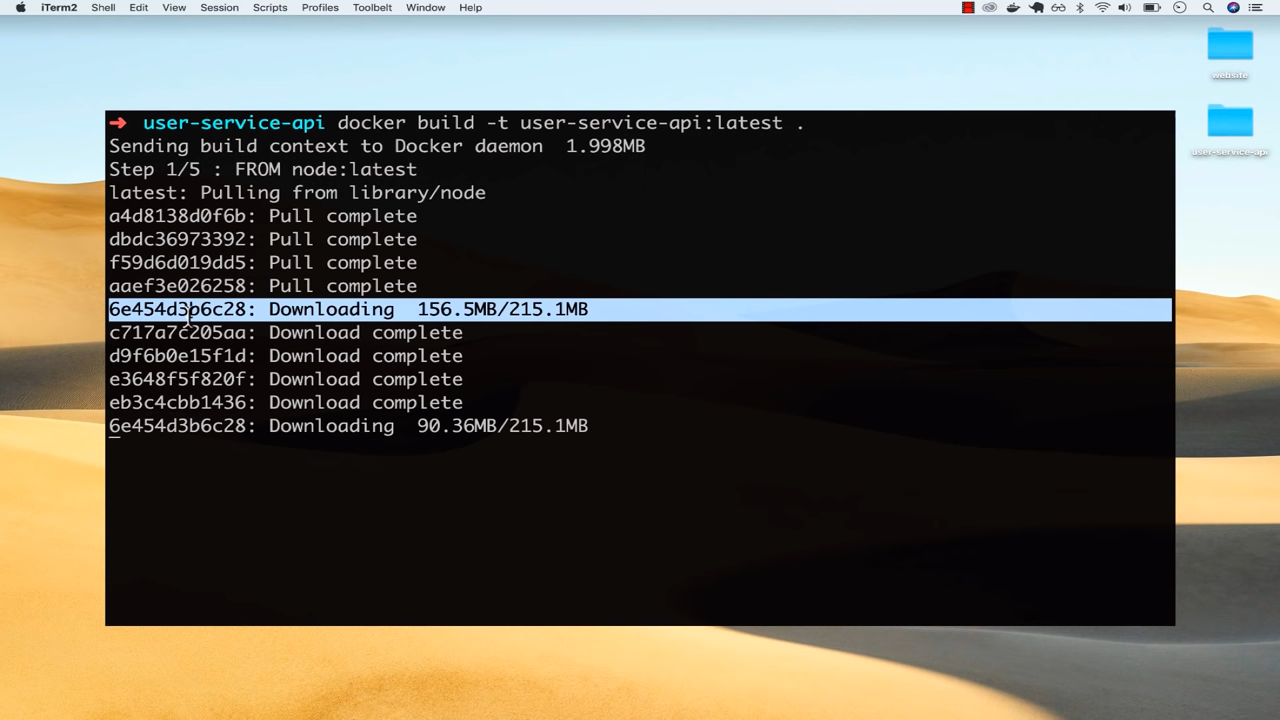 iTerm2 Shell Edit View Session Scripts Profiles Toolbelt Window Help
website
user-service-api
➜ user-service-api docker build -t user-service-api:latest .
Sending build context to Docker daemon 1.998MB
Step 1/5 : FROM node:latest
latest: Pulling from library/node
a4d8138d0f6b: Pull complete
dbdc36973392: Pull complete
f59d6d019dd5: Pull complete
aaef3e026258: Pull complete
6e454d3b6c28: Downloading 156.5MB/215.1MB
c717a7c205aa: Download complete
d9f6b0e15f1d: Download complete
e3648f5f820f: Download complete
eb3c4cbb1436: Download complete
6e454d3b6c28: Downloading 90.36MB/215.1MB